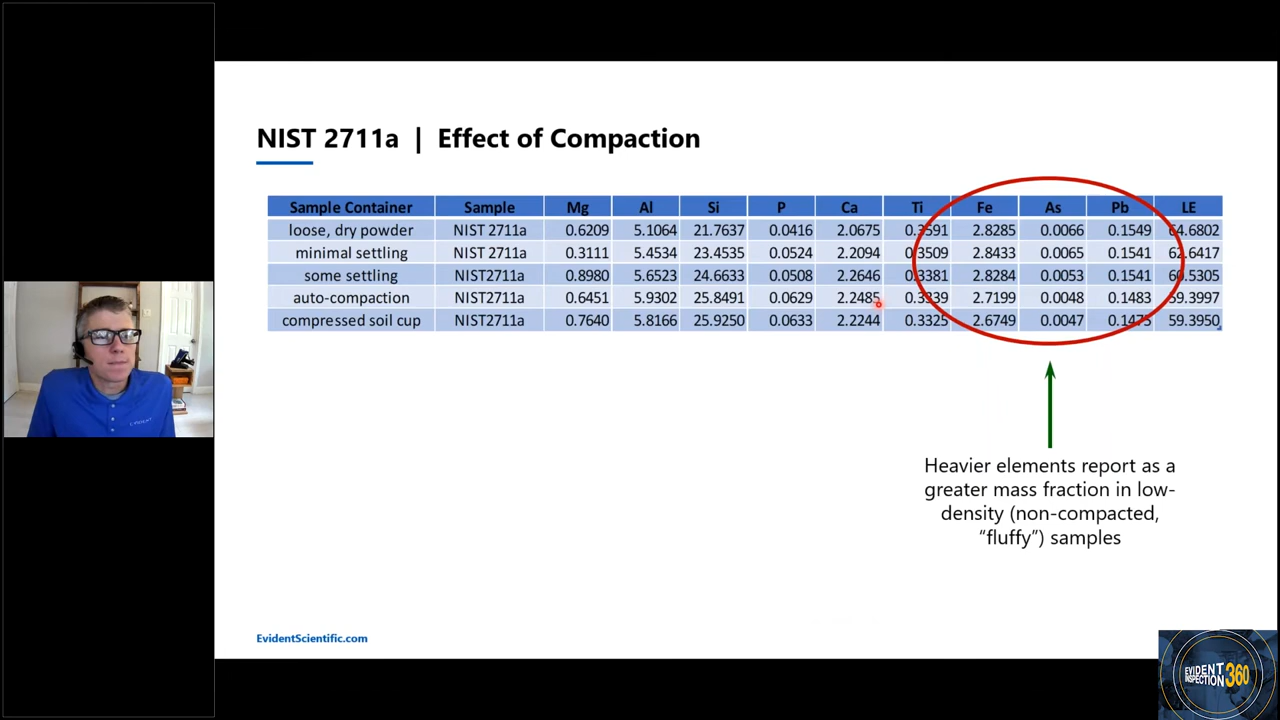 NIST 2711a | Effect of Compaction
Sample Container Sample Mg Al Si P Ca Ti Fe As Pb LE
loose, dry powder NIST 2711a 0.6209 5.1064 21.7637 0.0416 2.0675 0.3591 2.8285 0.0066 0.1549 64.6802
minimal settling NIST 2711a 0.3111 5.4534 23.4535 0.0524 2.2094 0.3509 2.8433 0.0065 0.1541 62.6417
some settling NIST2711a 0.8980 5.6523 24.6633 0.0508 2.2646 0.3381 2.8284 0.0053 0.1541 60.5305
auto-compaction NIST2711a 0.6451 5.9302 25.8491 0.0629 2.2485 0.3339 2.7199 0.0048 0.1483 59.3997
compressed soil cup NIST2711a 0.7640 5.8166 25.9250 0.0633 2.2244 0.3325 2.6749 0.0047 0.1475 59.3950
Heavier elements report as a
greater mass fraction in low-
density (non-compacted,
“fluffy”) samples
EvidentScientific.com
EVIDENT
EVIDENT
INSPECTION 360